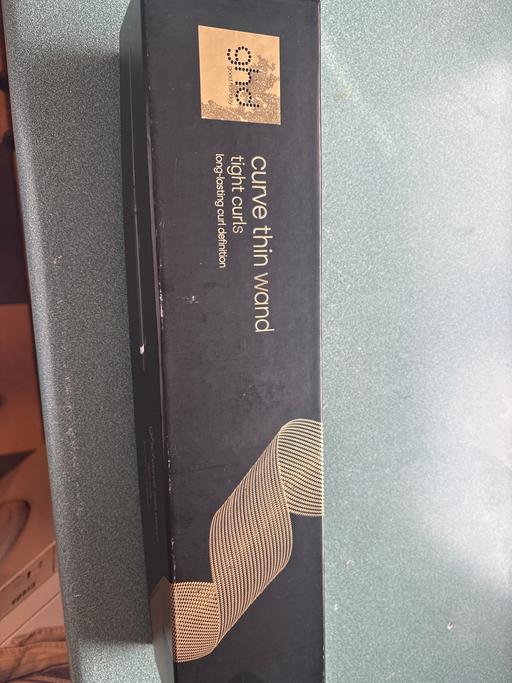 ghd
good hair day
curve thin wand
tight curls
long-lasting curl definition